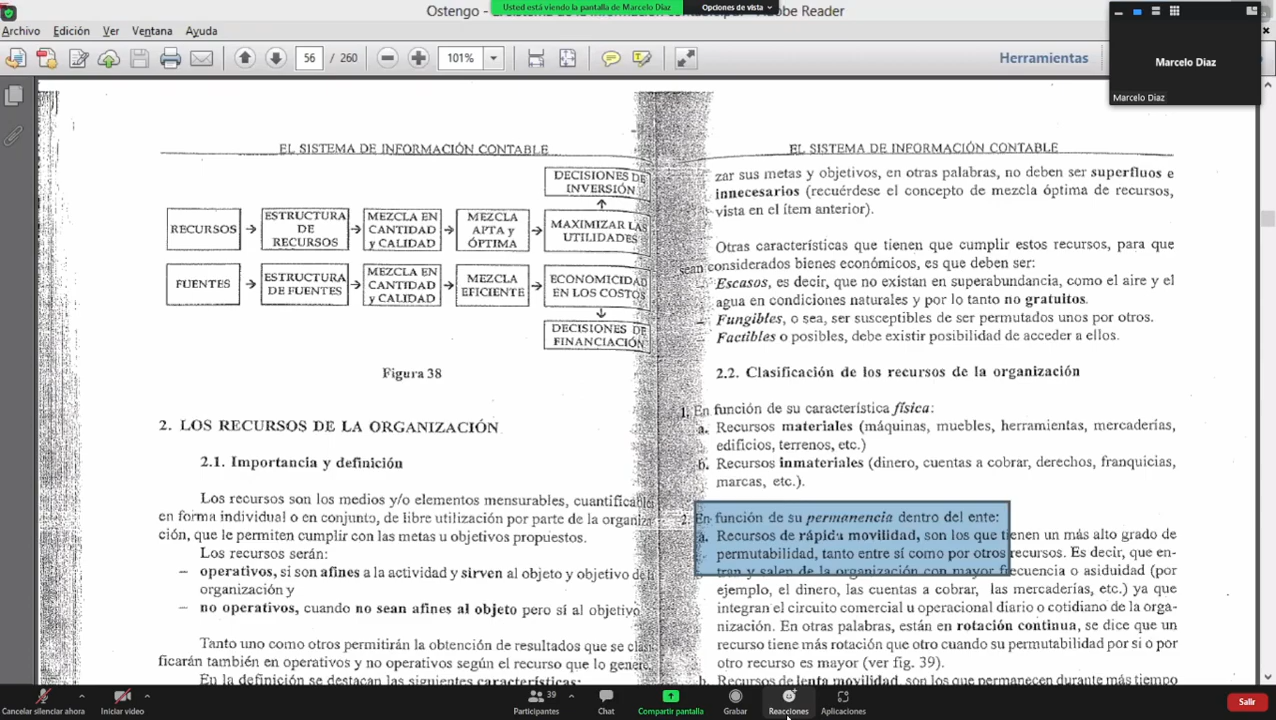 Ostengo
Adobe Reader
Usted está viendo la pantalla de Marcelo Diaz
Opciones de vista
Archivo Edición Ver Ventana Ayuda
56 / 260
101%
Herramientas
Marcelo Diaz
Marcelo Diaz
EL SISTEMA DE INFORMACIÓN CONTABLE
DECISIONES DE
INVERSIÓN
RECURSOS
ESTRUCTURA
DE
RECURSOS
MEZCLA EN
CANTIDAD
y CALIDAD
MEZCLA
APTA y
ÓPTIMA
MAXIMIZAR LAS
UTILIDADES
FUENTES
ESTRUCTURA
DE FUENTES
MEZCLA EN
CANTIDAD
y CALIDAD
MEZCLA
EFICIENTE
ECONOMICIDAD
EN LOS COSTOS
DECISIONES DE
FINANCIACIÓN
Figura 38
2. LOS RECURSOS DE LA ORGANIZACIÓN
2.1. Importancia y definición
Los recursos son los medios y/o elementos mensurables, cuantificabl
en forma individual o en conjunto, de libre utilización por parte de la organiza
ción, que le permiten cumplir con las metas u objetivos propuestos.
Los recursos serán:
– operativos, si son afines a la actividad y sirven al objeto y objetivo de la
organización y
– no operativos, cuando no sean afines al objeto pero sí al objetivo.
Tanto uno como otros permitirán la obtención de resultados que se clasi
ficarán también en operativos y no operativos según el recurso que lo genere.
En la definición se destacan las siguientes características:
EL SISTEMA DE INFORMACIÓN CONTABLE
zar sus metas y objetivos, en otras palabras, no deben ser superfluos e
innecesarios (recuérdese el concepto de mezcla óptima de recursos,
vista en el ítem anterior).
Otras características que tienen que cumplir estos recursos, para que
sean considerados bienes económicos, es que deben ser:
– Escasos, es decir, que no existan en superabundancia, como el aire y el
agua en condiciones naturales y por lo tanto no gratuitos.
– Fungibles, o sea, ser susceptibles de ser permutados unos por otros.
– Factibles o posibles, debe existir posibilidad de acceder a ellos.
2.2. Clasificación de los recursos de la organización
1. En función de su característica física:
a. Recursos materiales (máquinas, muebles, herramientas, mercaderías,
edificios, terrenos, etc.)
b. Recursos inmateriales (dinero, cuentas a cobrar, derechos, franquicias,
marcas, etc.).
2. En función de su permanencia dentro del ente:
a. Recursos de rápida movilidad, son los que tienen un más alto grado de
permutabilidad, tanto entre sí como por otros recursos. Es decir, que en-
tran y salen de la organización con mayor frecuencia o asiduidad (por
ejemplo, el dinero, las cuentas a cobrar, las mercaderías, etc.) ya que
integran el circuito comercial u operacional diario o cotidiano de la orga-
nización. En otras palabras, están en rotación continua, se dice que un
recurso tiene más rotación que otro cuando su permutabilidad por sí o por
otro recurso es mayor (ver fig. 39).
b. Recursos de lenta movilidad, son los que permanecen durante más tiempo
Cancelar silenciar ahora
Iniciar video
39
Participantes
Chat
Compartir pantalla
Grabar
Reacciones
Aplicaciones
Salir